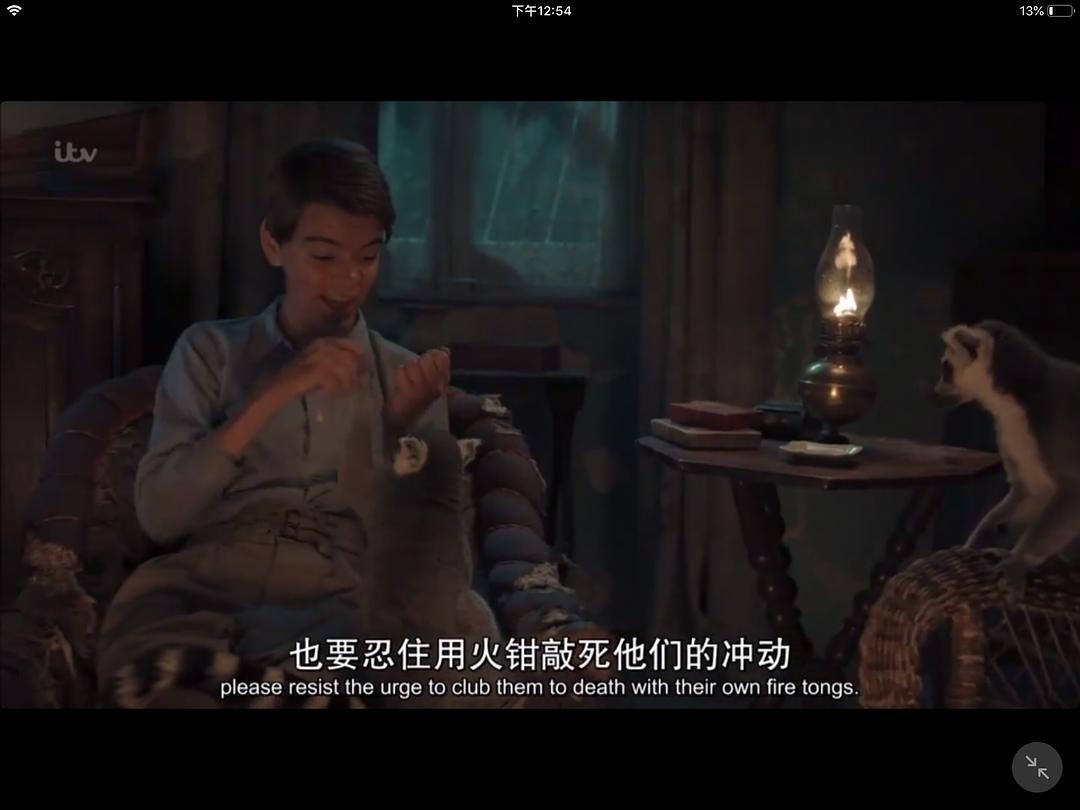 下午12:54
13%
itv
也要忍住用火钳敲死他们的冲动
please resist the urge to club them to death with their own fire tongs.